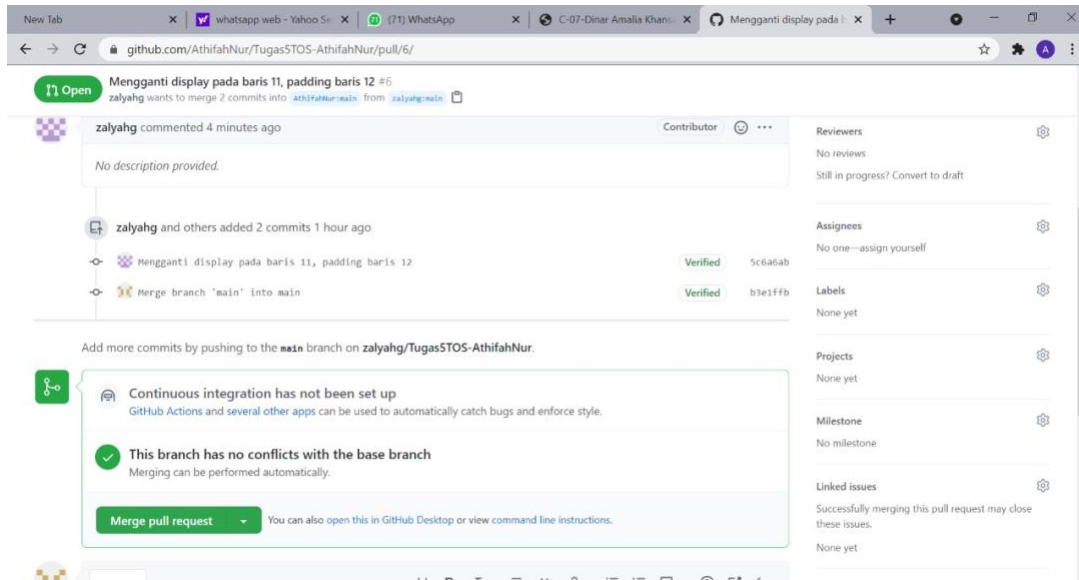 New Tab
whatsapp web - Yahoo Se
(71) WhatsApp
C-07-Dinar Amalia Khans
Mengganti display pada b
github.com/AthifahNur/Tugas5TOS-AthifahNur/pull/6/
A
Open
Mengganti display pada baris 11, padding baris 12 #6
zalyahg wants to merge 2 commits into AthifahNur:main from zalyahg:main
zalyahg commented 4 minutes ago
Contributor
No description provided.
zalyahg and others added 2 commits 1 hour ago
Mengganti display pada baris 11, padding baris 12
Verified 5c6a6ab
Merge branch 'main' into main
Verified b3e1ffb
Add more commits by pushing to the main branch on zalyahg/Tugas5TOS-AthifahNur.
Continuous integration has not been set up
GitHub Actions and several other apps can be used to automatically catch bugs and enforce style.
This branch has no conflicts with the base branch
Merging can be performed automatically.
Merge pull request
You can also open this in GitHub Desktop or view command line instructions.
Reviewers
No reviews
Still in progress? Convert to draft
Assignees
No one—assign yourself
Labels
None yet
Projects
None yet
Milestone
No milestone
Linked issues
Successfully merging this pull request may close
these issues.
None yet